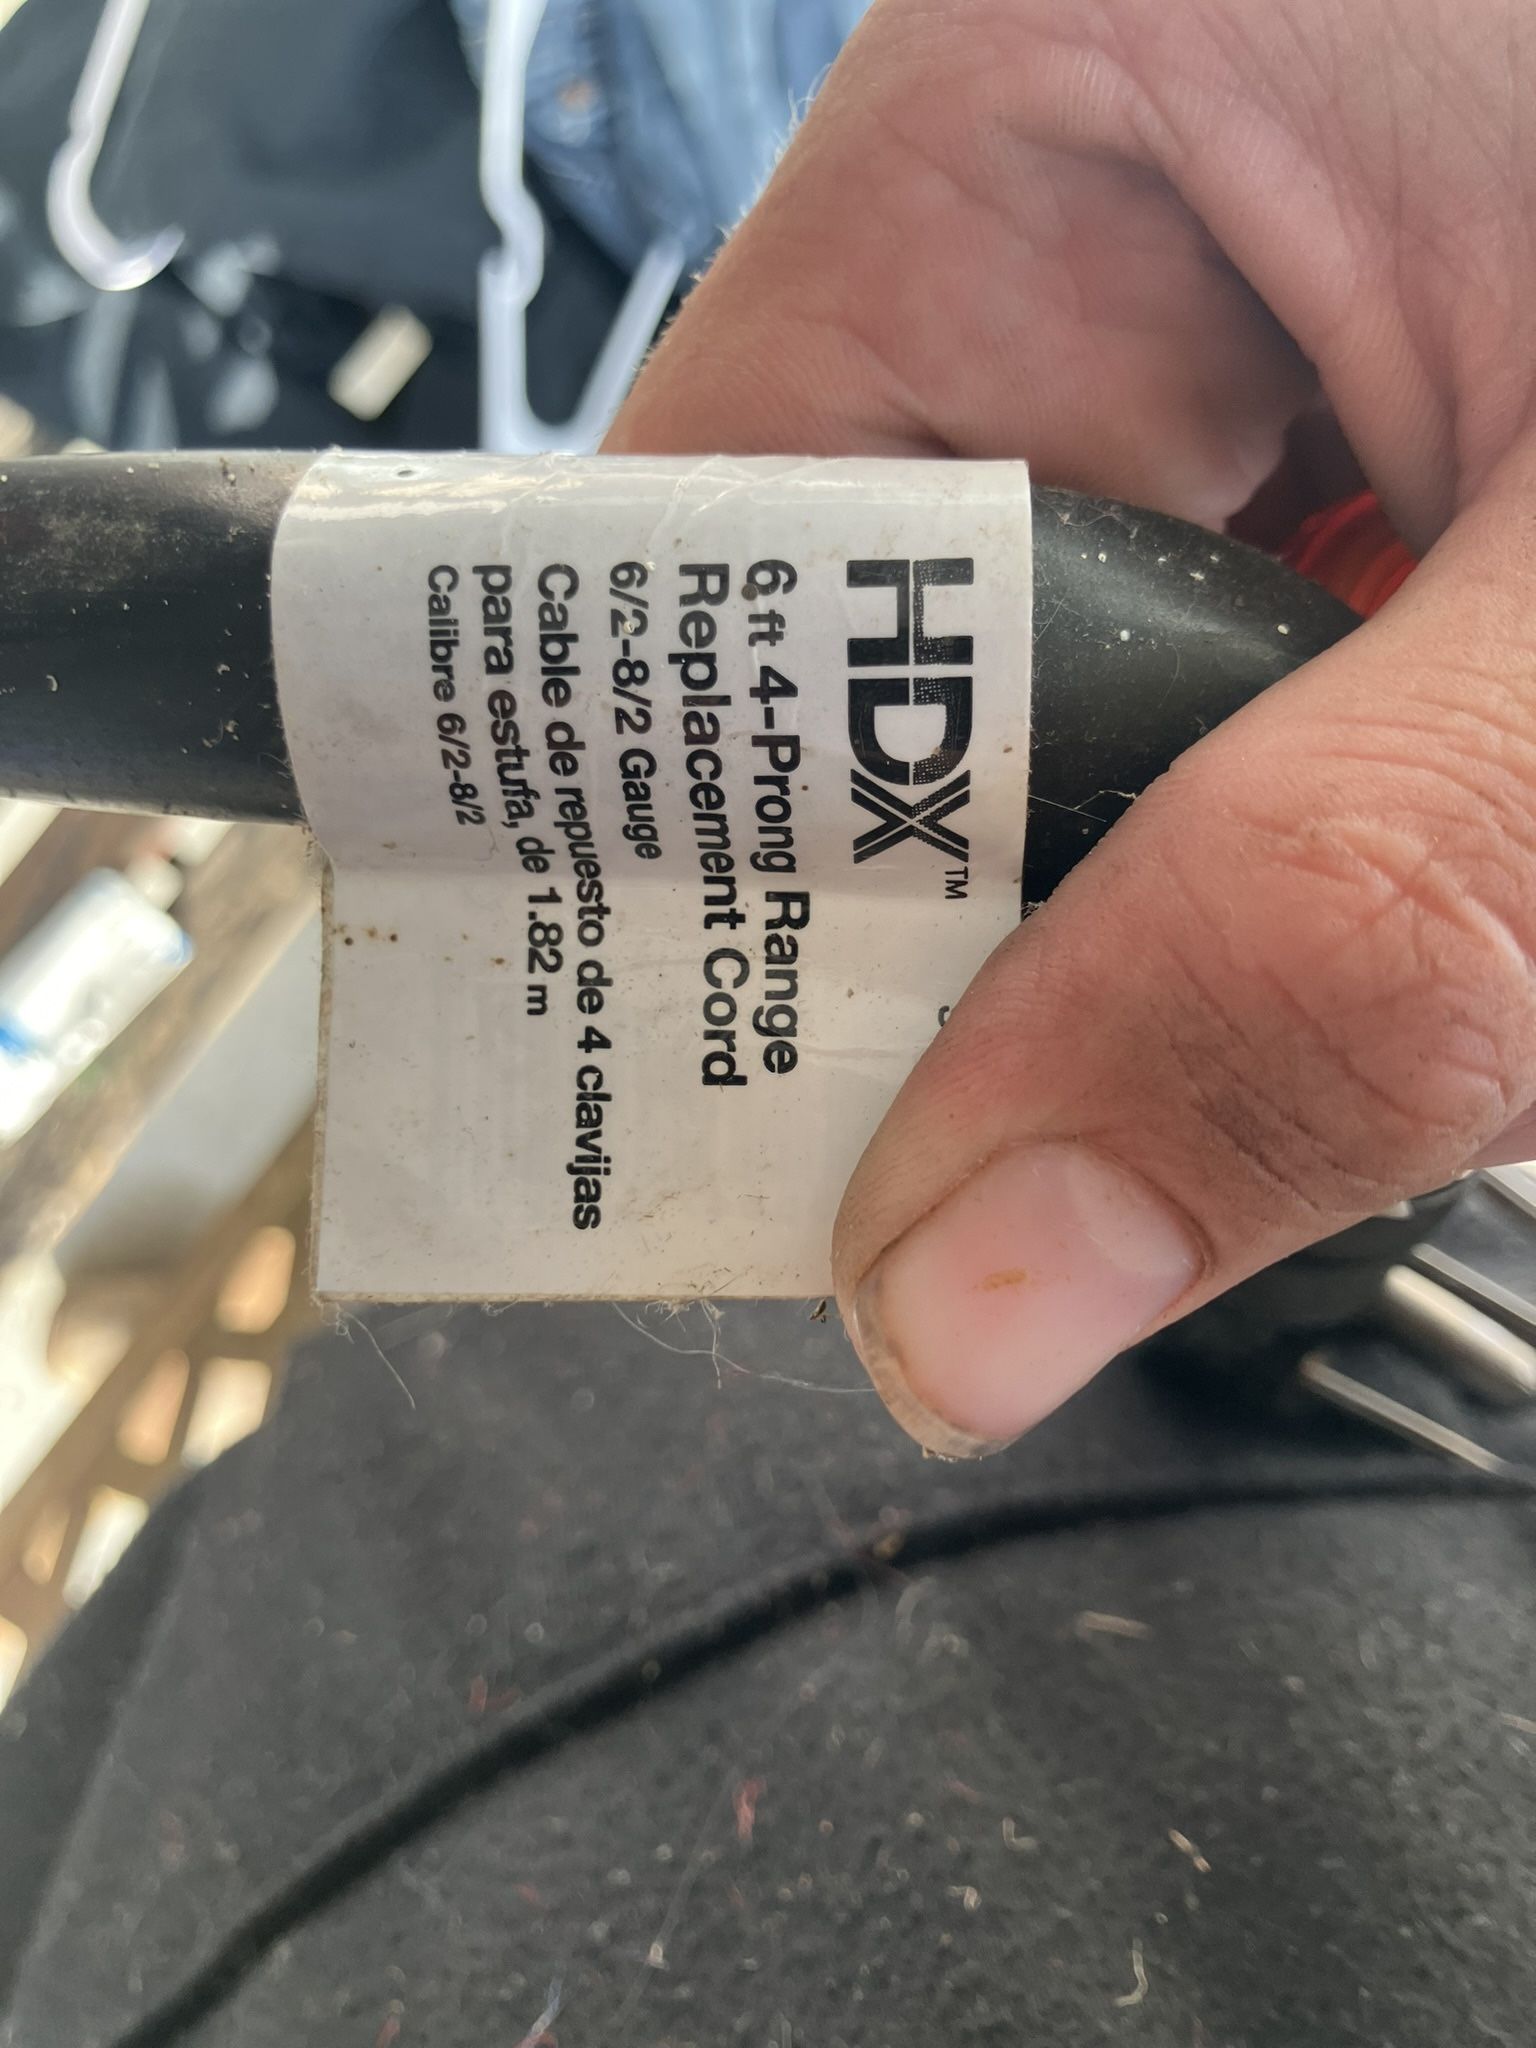 HDX™
6 ft 4-Prong Range
Replacement Cord
6/2-8/2 Gauge
Cable de repuesto de 4 clavijas
para estufa, de 1.82 m
Calibre 6/2-8/2